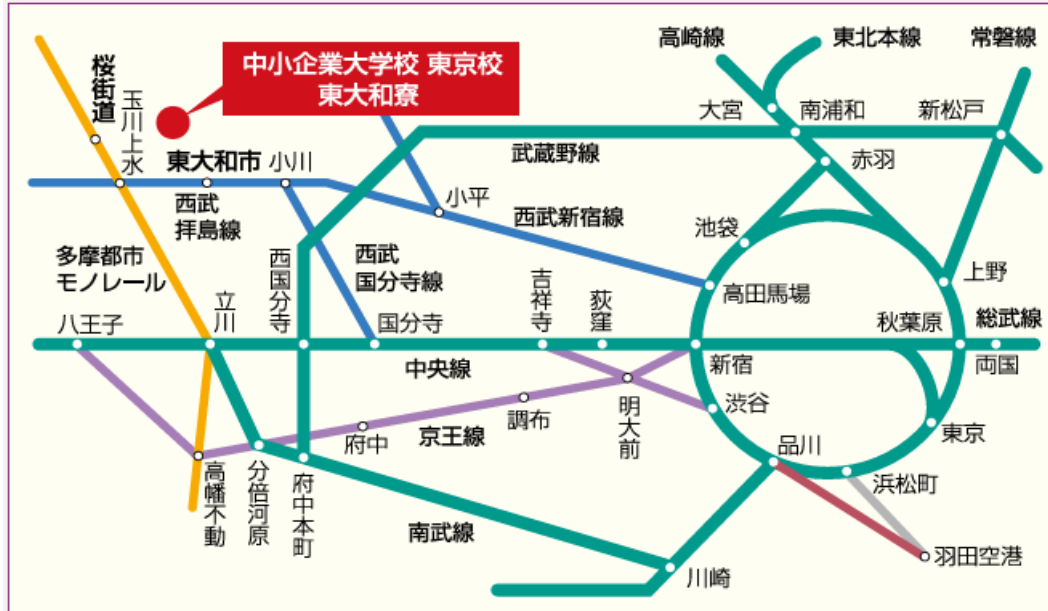 高崎線
東北本線
常磐線
中小企業大学校 東京校
東大和寮
桜街道
玉川上水
大宮
南浦和
新松戸
東大和市
小川
武蔵野線
赤羽
西武
拝島線
小平
西武新宿線
池袋
多摩都市
モノレール
西国分寺
西武
国分寺線
吉祥寺
荻窪
高田馬場
上野
八王子
立川
国分寺
秋葉原
総武線
中央線
新宿
両国
渋谷
調布
明大前
府中
京王線
品川
東京
高幡不動
分倍河原
府中本町
浜松町
南武線
羽田空港
川崎